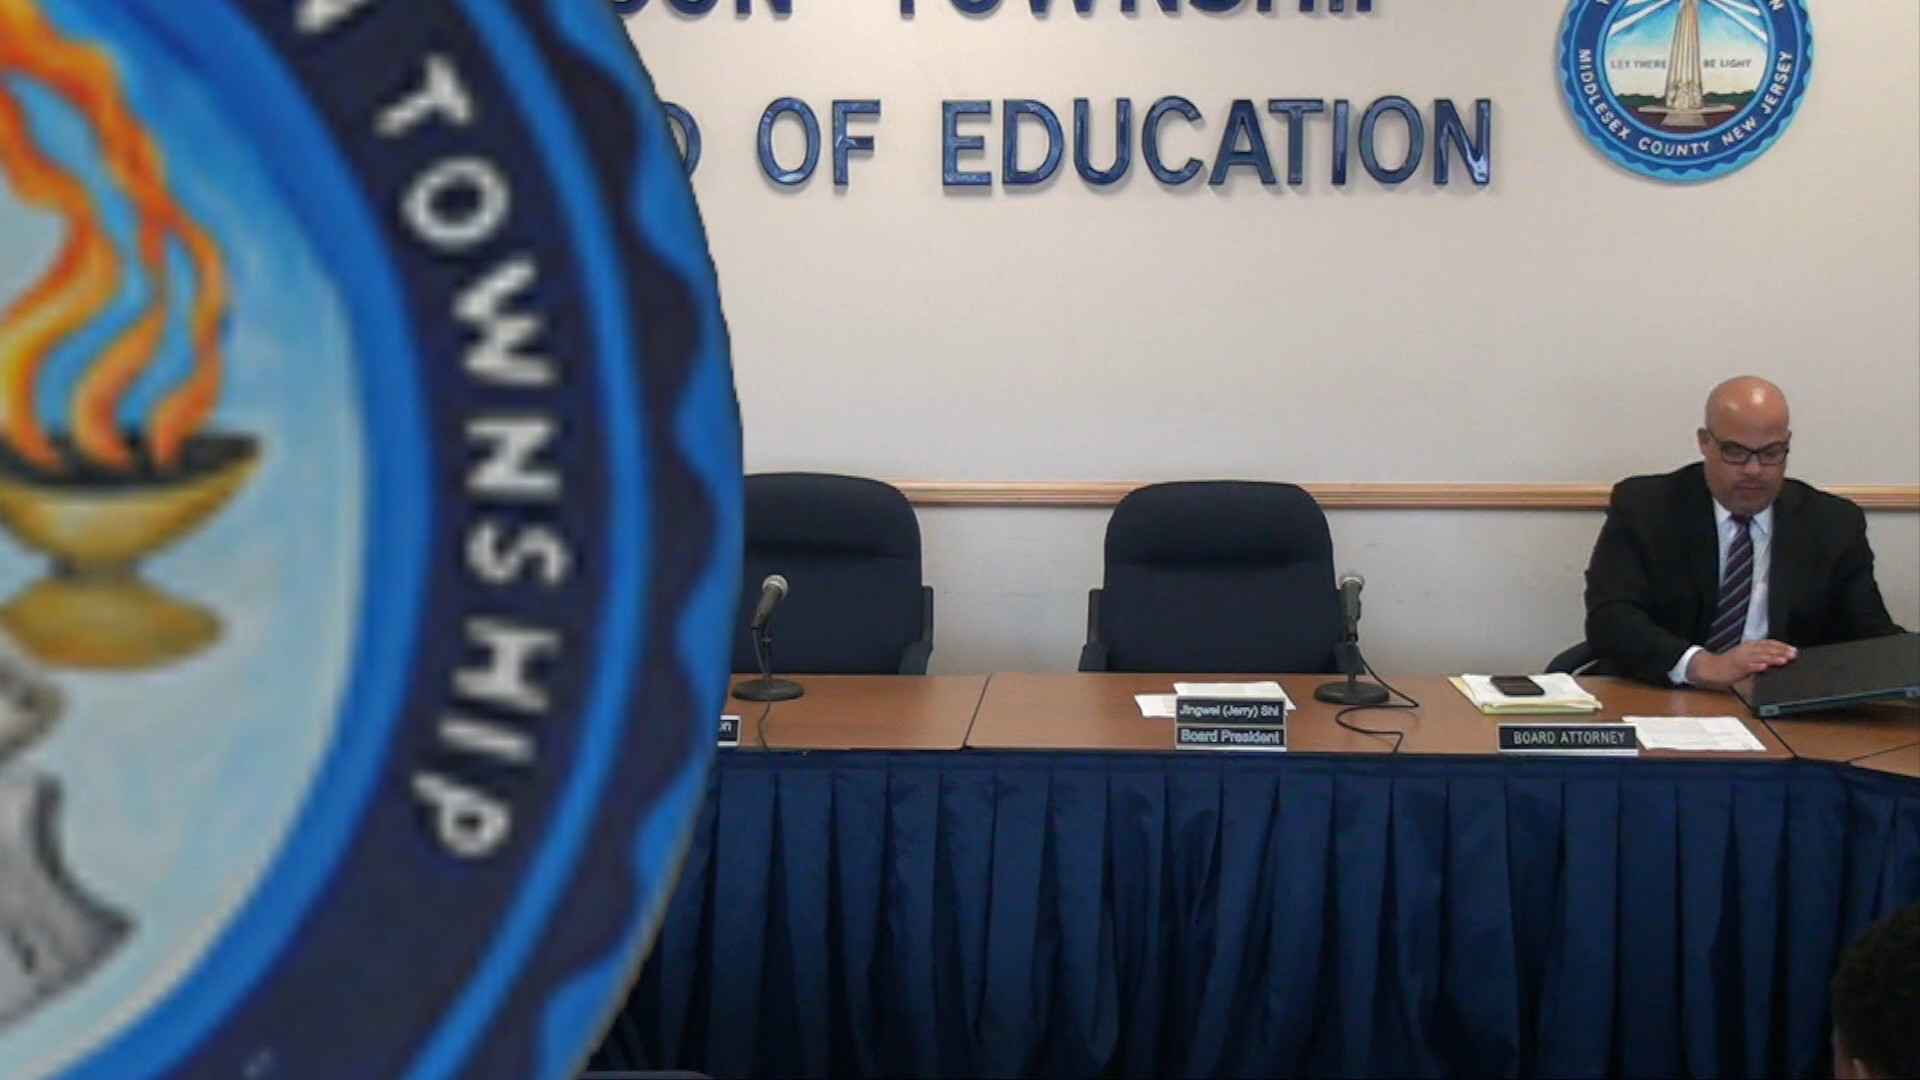 TOWNSHIP
TOWNSHIP
OF EDUCATION
LET THERE BE LIGHT
MIDDLESEX COUNTY NEW JERSEY
Jingwei (Jerry) Shi
Board President
BOARD ATTORNEY